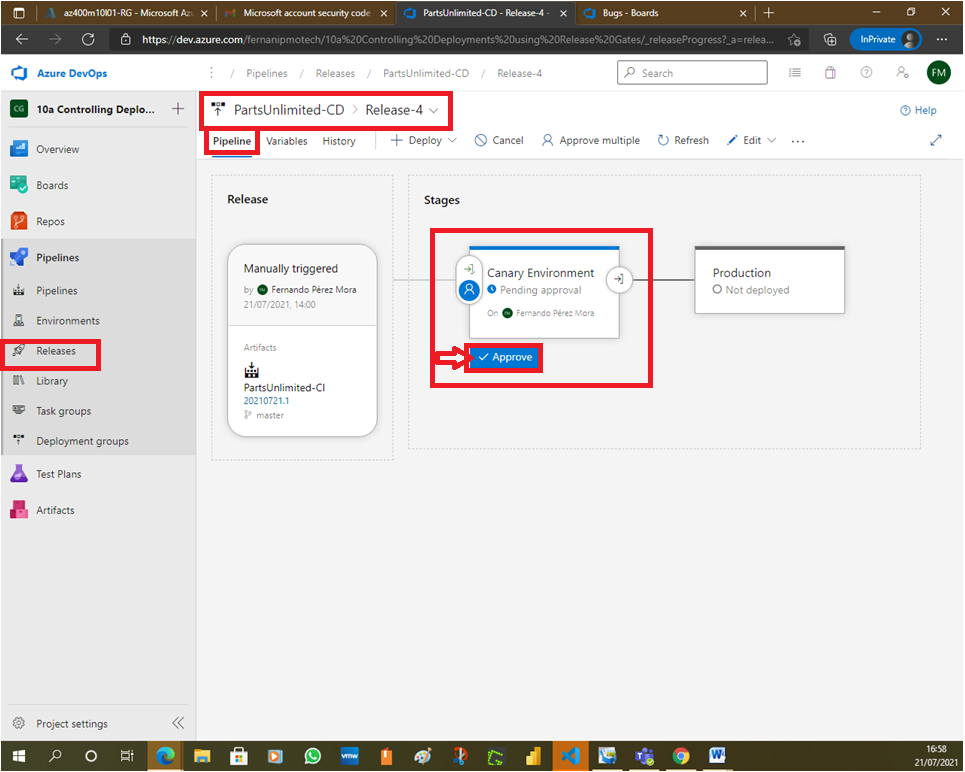 az400m10l01-RG - Microsoft Az
Microsoft account security code
PartsUnlimited-CD - Release-4 -
Bugs - Boards
https://dev.azure.com/fernanipmotech/10a%20Controlling%20Deployments%20using%20Release%20Gates/_releaseProgress?_a=relea...
InPrivate
Azure DevOps
/ Pipelines / Releases / PartsUnlimited-CD / Release-4
Search
FM
CG 10a Controlling Deplo...
PartsUnlimited-CD > Release-4
Help
Pipeline Variables History
Deploy Cancel Approve multiple Refresh Edit ...
Overview
Boards
Repos
Pipelines
Pipelines
Environments
Releases
Library
Task groups
Deployment groups
Test Plans
Artifacts
Project settings
Release
Manually triggered
by FM Fernando Pérez Mora
21/07/2021, 14:00
Artifacts
PartsUnlimited-CI
20210721.1
master
Stages
Canary Environment
Pending approval
On FM Fernando Pérez Mora
Approve
Production
Not deployed
vmw
16:58
21/07/2021